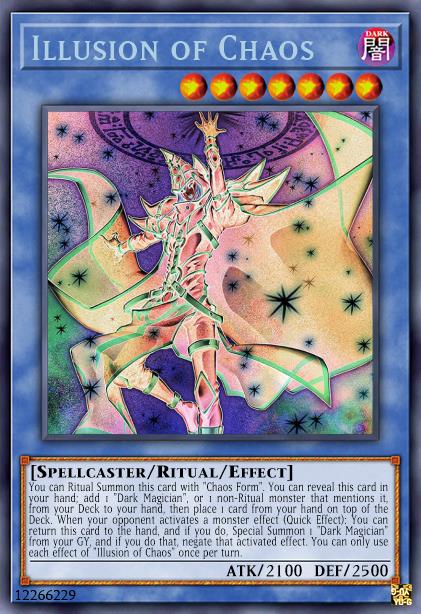 Illusion of Chaos
DARK
闇
[Spellcaster/Ritual/Effect]
You can Ritual Summon this card with "Chaos Form". You can reveal this card in
your hand; add 1 "Dark Magician", or 1 non-Ritual monster that mentions it,
from your Deck to your hand, then place 1 card from your hand on top of the
Deck. When your opponent activates a monster effect (Quick Effect): You can
return this card to the hand, and if you do, Special Summon 1 "Dark Magician"
from your GY, and if you do that, negate that activated effect. You can only use
each effect of "Illusion of Chaos" once per turn.
ATK/2100 DEF/2500
12266229